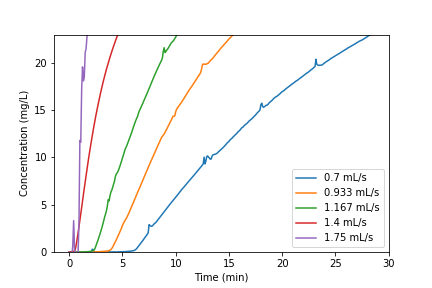 Concentration (mg/L)
20
15
10
5
0
0
5
10
15
20
25
30
Time (min)
0.7 mL/s
0.933 mL/s
1.167 mL/s
1.4 mL/s
1.75 mL/s